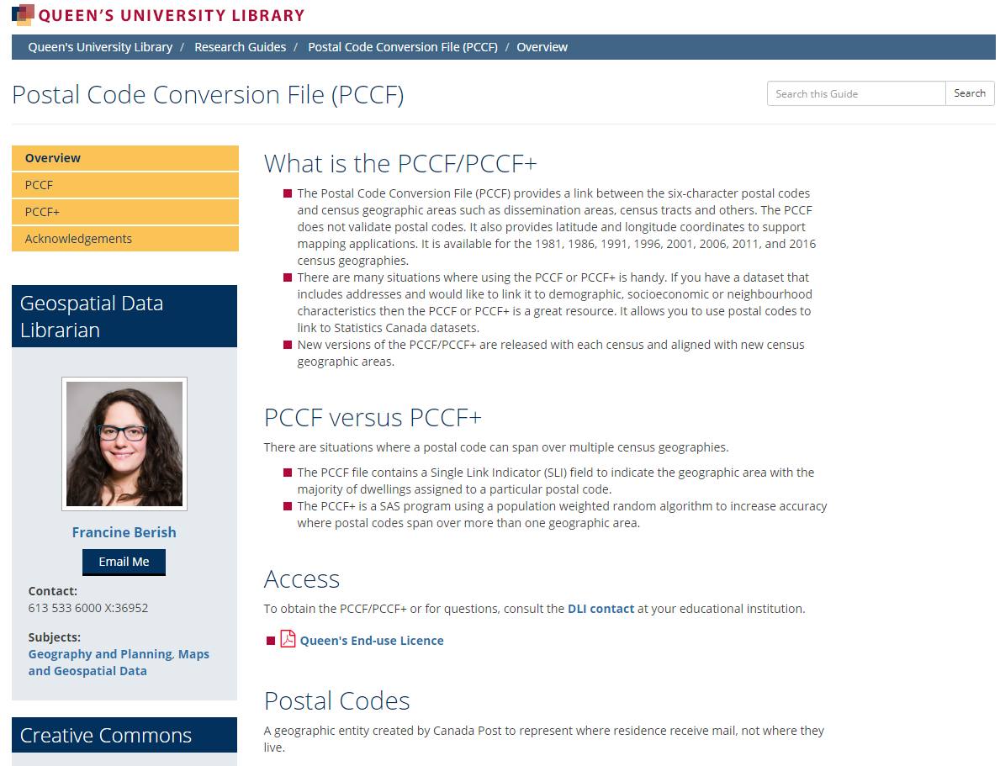 QUEEN'S UNIVERSITY LIBRARY
Queen's University Library / Research Guides / Postal Code Conversion File (PCCF) / Overview
Postal Code Conversion File (PCCF)
Search this Guide
Search
Overview
PCCF
PCCF+
Acknowledgements
Geospatial Data
Librarian
Francine Berish
Email Me
Contact:
613 533 6000 X:36952
Subjects:
Geography and Planning, Maps
and Geospatial Data
Creative Commons
What is the PCCF/PCCF+
The Postal Code Conversion File (PCCF) provides a link between the six-character postal codes
and census geographic areas such as dissemination areas, census tracts and others. The PCCF
does not validate postal codes. It also provides latitude and longitude coordinates to support
mapping applications. It is available for the 1981, 1986, 1991, 1996, 2001, 2006, 2011, and 2016
census geographies.
There are many situations where using the PCCF or PCCF+ is handy. If you have a dataset that
includes addresses and would like to link it to demographic, socioeconomic or neighbourhood
characteristics then the PCCF or PCCF+ is a great resource. It allows you to use postal codes to
link to Statistics Canada datasets.
New versions of the PCCF/PCCF+ are released with each census and aligned with new census
geographic areas.
PCCF versus PCCF+
There are situations where a postal code can span over multiple census geographies.
The PCCF file contains a Single Link Indicator (SLI) field to indicate the geographic area with the
majority of dwellings assigned to a particular postal code.
The PCCF+ is a SAS program using a population weighted random algorithm to increase accuracy
where postal codes span over more than one geographic area.
Access
To obtain the PCCF/PCCF+ or for questions, consult the DLI contact at your educational institution.
Queen's End-use Licence
Postal Codes
A geographic entity created by Canada Post to represent where residence receive mail, not where they
live.